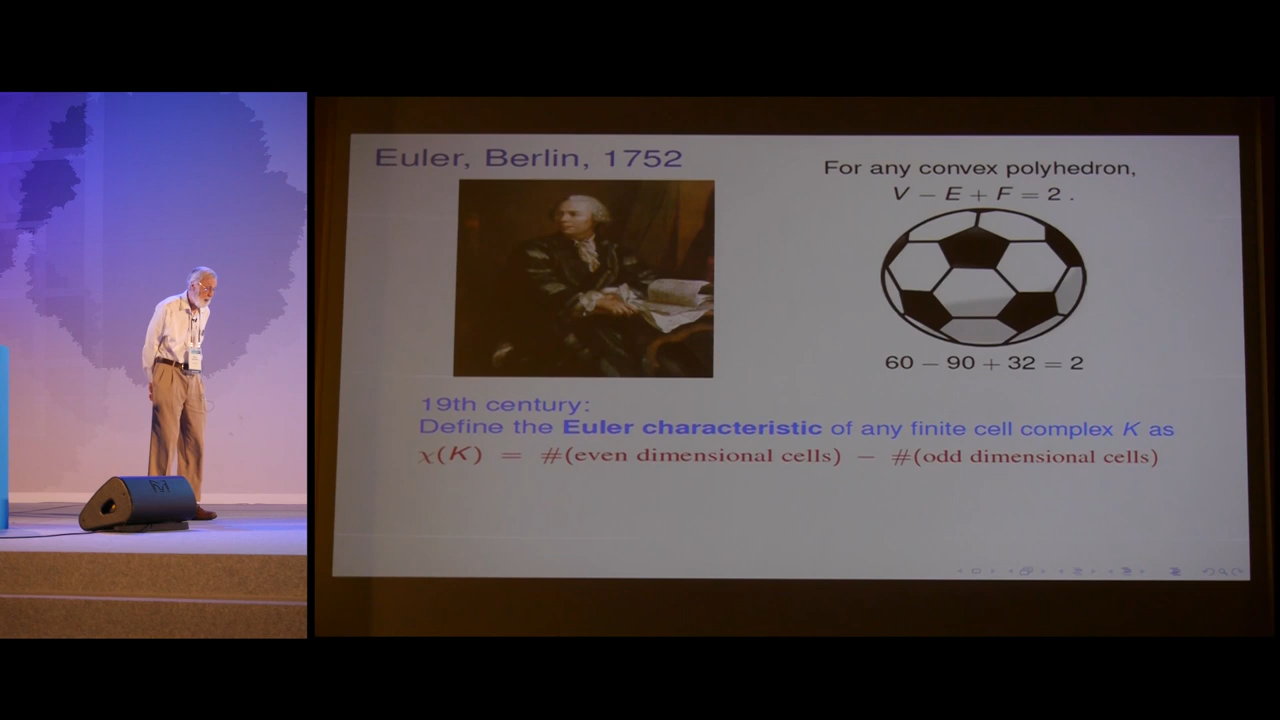 Euler, Berlin, 1752
For any convex polyhedron,
V − E + F = 2 .
60 − 90 + 32 = 2
19th century:
Define the Euler characteristic of any finite cell complex K as
χ(K) = #(even dimensional cells) − #(odd dimensional cells)